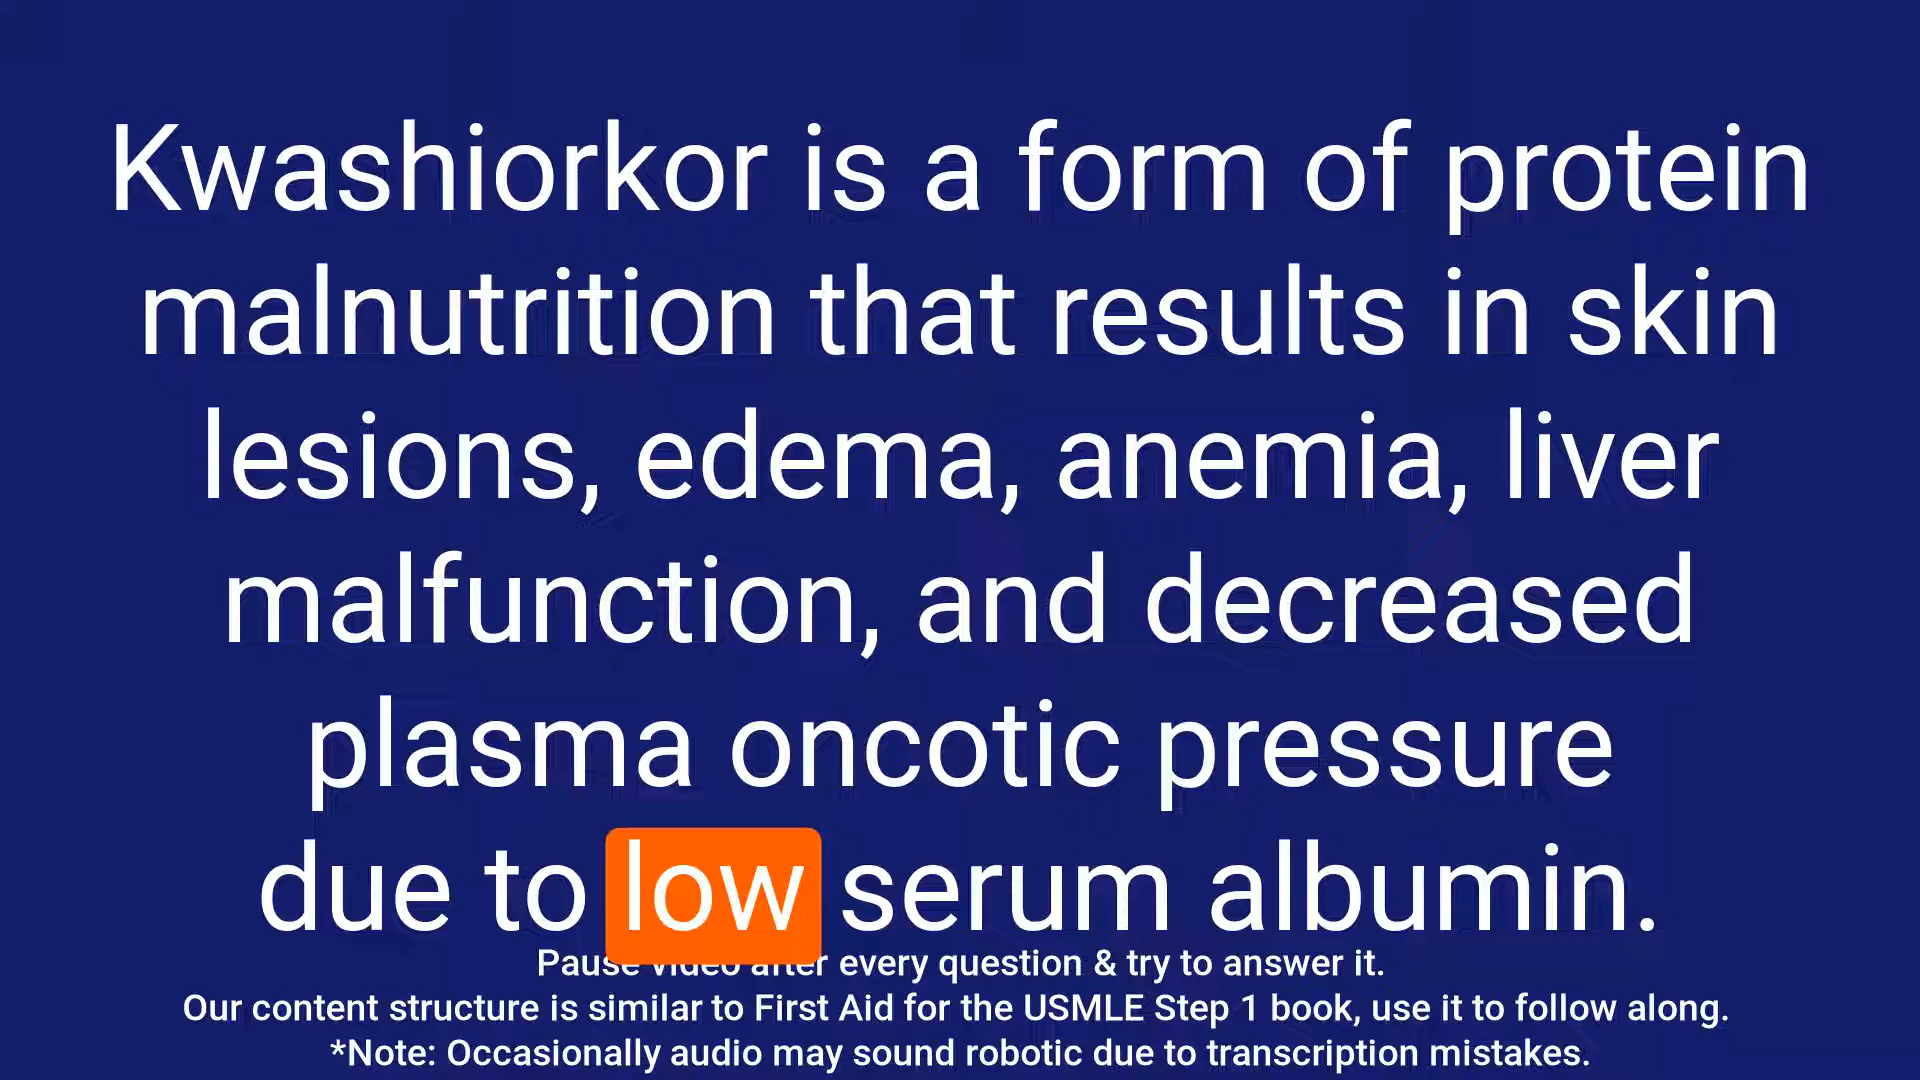 Kwashiorkor is a form of protein
malnutrition that results in skin
lesions, edema, anemia, liver
malfunction, and decreased
plasma oncotic pressure
due to low serum albumin.
Pause video after every question & try to answer it.
Our content structure is similar to First Aid for the USMLE Step 1 book, use it to follow along.
*Note: Occasionally audio may sound robotic due to transcription mistakes.